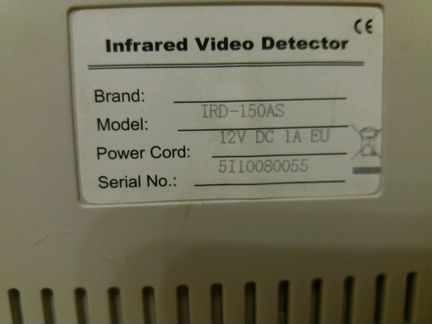 CE
Infrared Video Detector
Brand:
Model: IRD-150AS
Power Cord: 12V DC 1A EU
Serial No.: 5I10080055